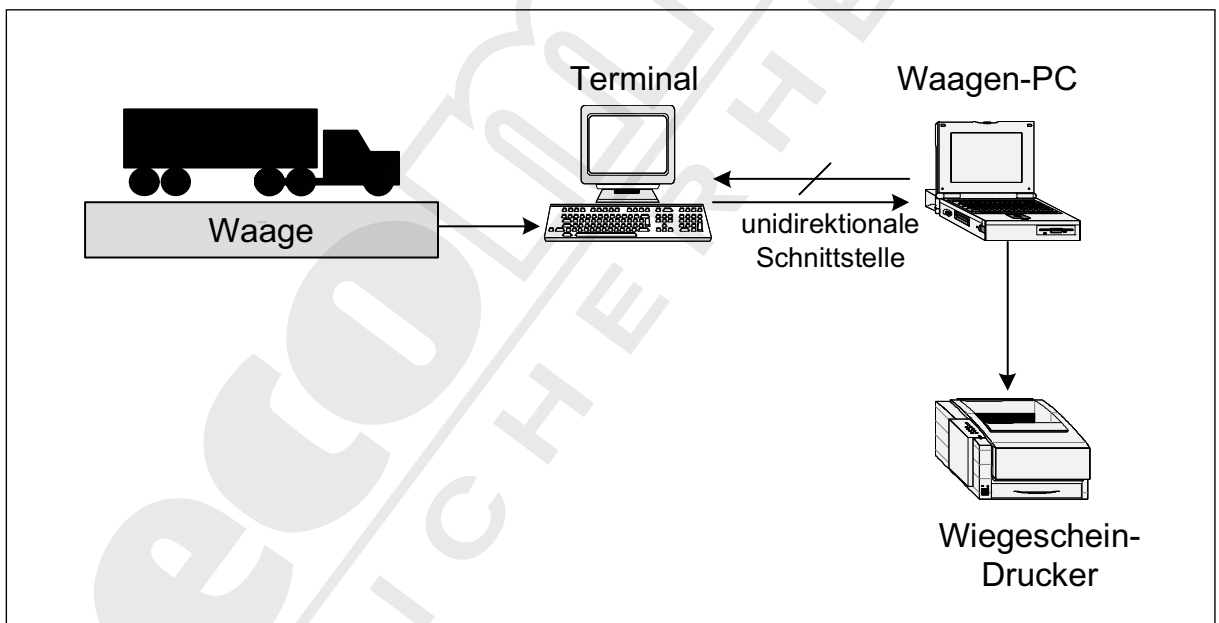 Terminal
Waagen-PC
Waage
unidirektionale
Schnittstelle
Wiegeschein-
Drucker